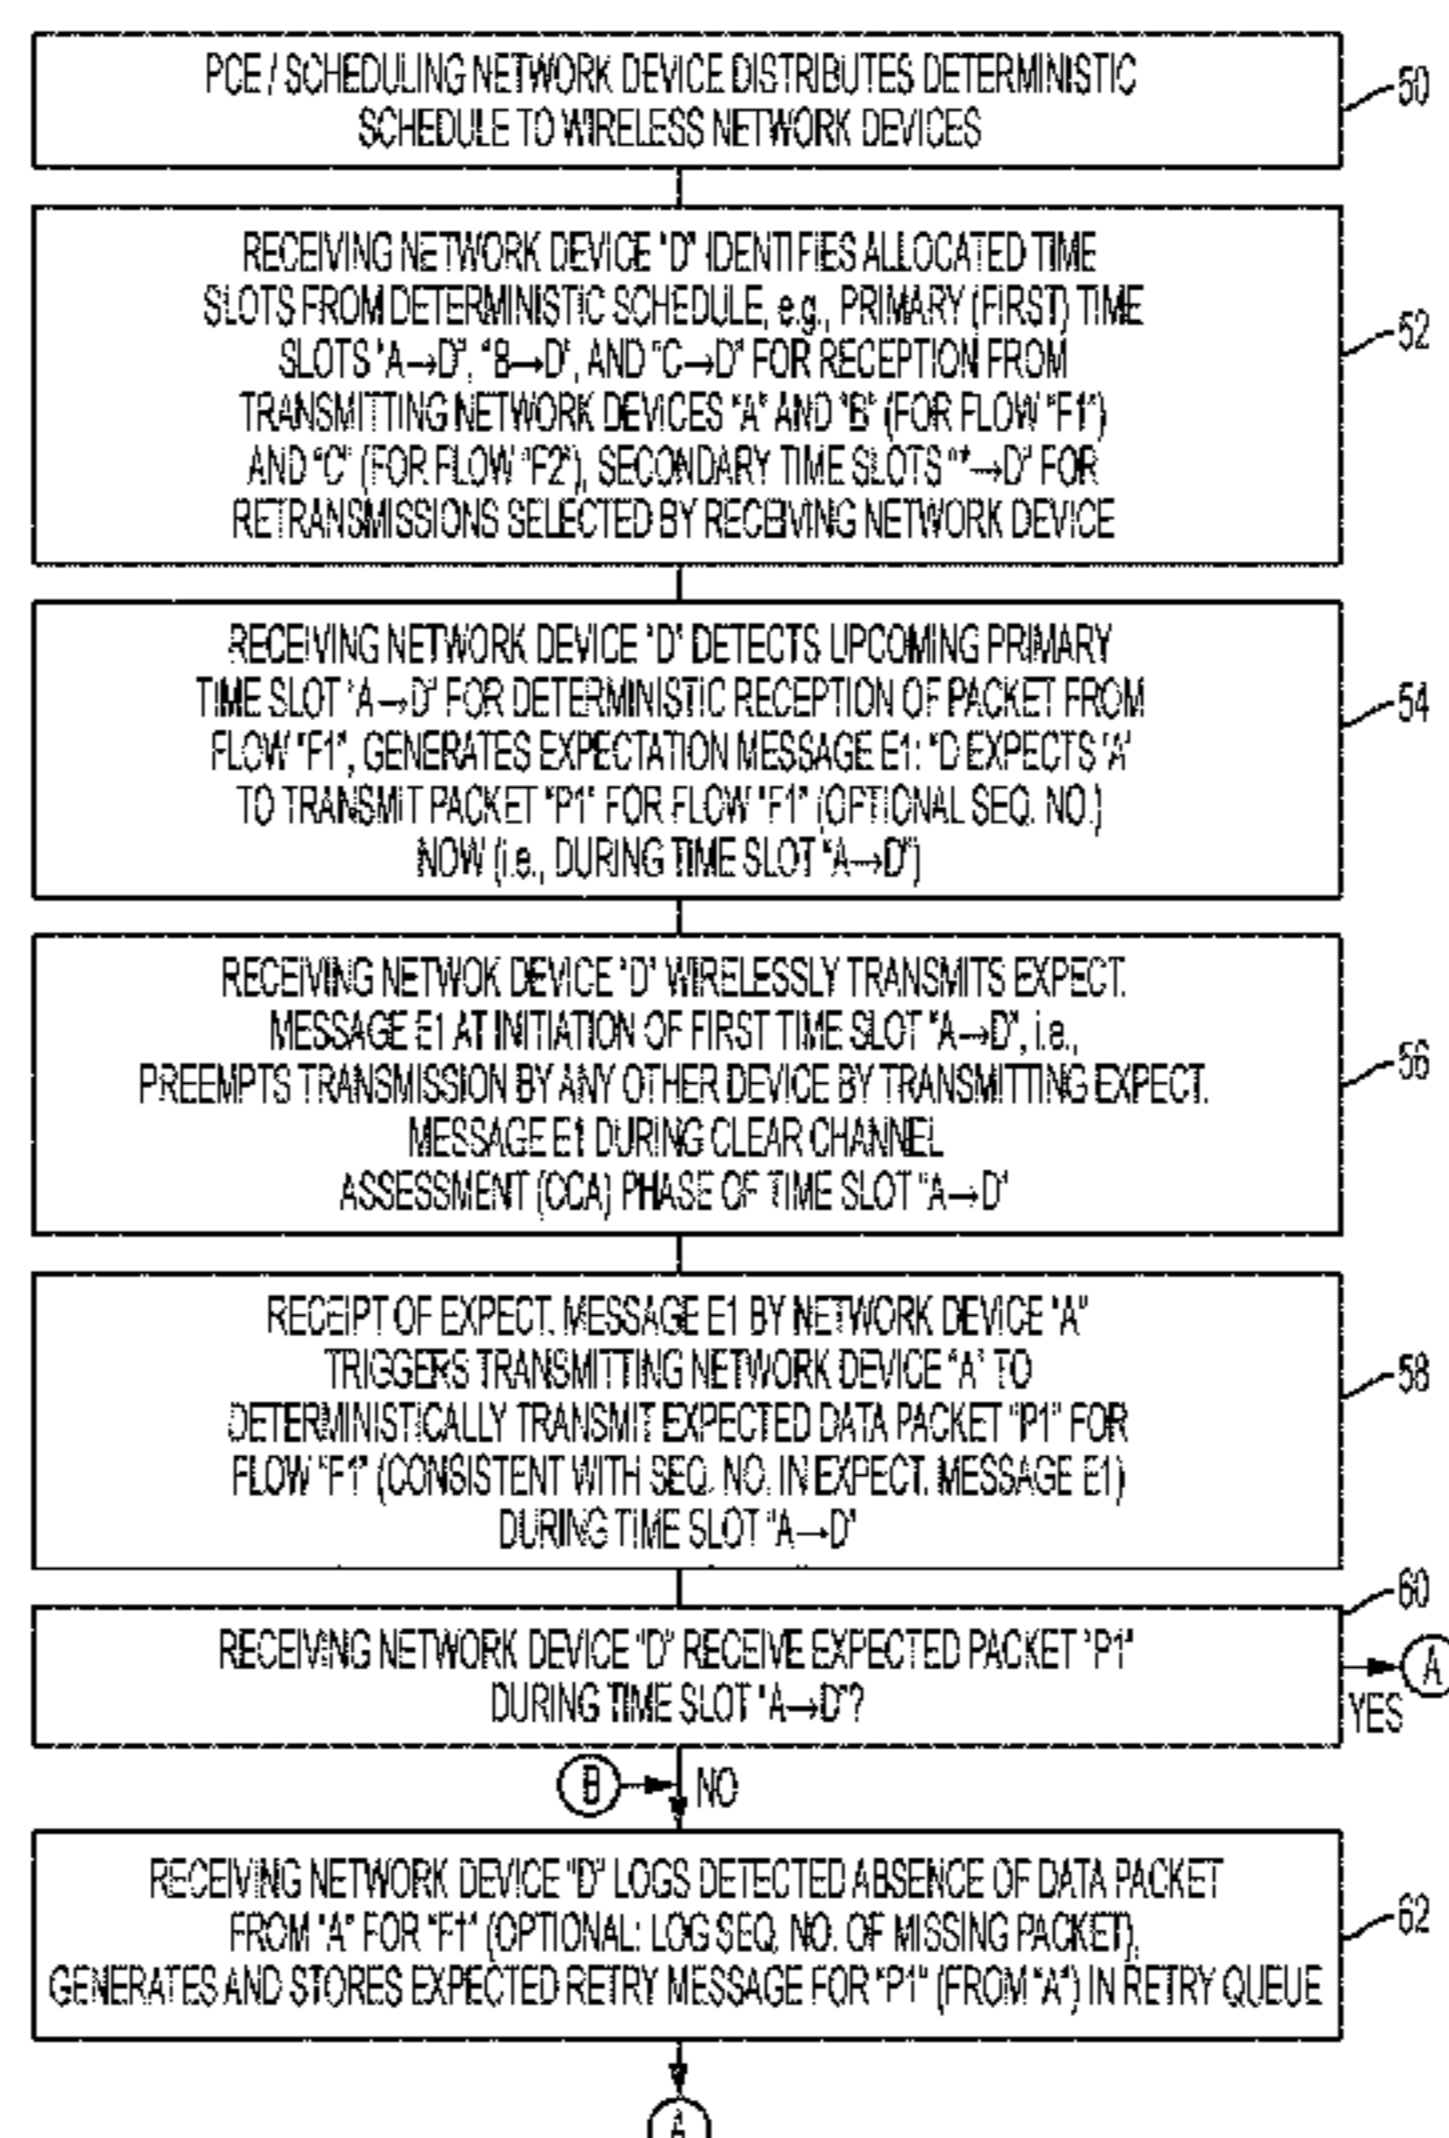 PCE / SCHEDULING NETWORK DEVICE DISTRIBUTES DETERMINISTIC
SCHEDULE TO WIRELESS NETWORK DEVICES
50
RECEIVING NETWORK DEVICE "D" IDENTIFIES ALLOCATED TIME
SLOTS FROM DETERMINISTIC SCHEDULE, e.g., PRIMARY (FIRST) TIME
SLOTS "A→D", "B→D", AND "C→D" FOR RECEPTION FROM
TRANSMITTING NETWORK DEVICES "A" AND "B" (FOR FLOW "F1")
AND "C" (FOR FLOW "F2"), SECONDARY TIME SLOTS "*→D" FOR
RETRANSMISSIONS SELECTED BY RECEIVING NETWORK DEVICE
52
RECEIVING NETWORK DEVICE "D" DETECTS UPCOMING PRIMARY
TIME SLOT "A→D" FOR DETERMINISTIC RECEPTION OF PACKET FROM
FLOW "F1", GENERATES EXPECTATION MESSAGE E1: "D EXPECTS 'A'
TO TRANSMIT PACKET "P1" FOR FLOW "F1" (OPTIONAL SEQ. NO.)
NOW (i.e., DURING TIME SLOT "A→D")
54
RECEIVING NETWOK DEVICE "D" WIRELESSLY TRANSMITS EXPECT.
MESSAGE E1 AT INITIATION OF FIRST TIME SLOT "A→D", i.e.,
PREEMPTS TRANSMISSION BY ANY OTHER DEVICE BY TRANSMITTING EXPECT.
MESSAGE E1 DURING CLEAR CHANNEL
ASSESSMENT (CCA) PHASE OF TIME SLOT "A→D"
56
RECEIPT OF EXPECT. MESSAGE E1 BY NETWORK DEVICE "A"
TRIGGERS TRANSMITTING NETWORK DEVICE "A" TO
DETERMINISTICALLY TRANSMIT EXPECTED DATA PACKET "P1" FOR
FLOW "F1" (CONSISTENT WITH SEQ. NO. IN EXPECT. MESSAGE E1)
DURING TIME SLOT "A→D"
58
RECEIVING NETWORK DEVICE "D" RECEIVE EXPECTED PACKET "P1"
DURING TIME SLOT "A→D"?
60
A
YES
B
NO
RECEIVING NETWORK DEVICE "D" LOGS DETECTED ABSENCE OF DATA PACKET
FROM "A" FOR "F1" (OPTIONAL: LOG SEQ. NO. OF MISSING PACKET),
GENERATES AND STORES EXPECTED RETRY MESSAGE FOR "P1" (FROM "A") IN RETRY QUEUE
62
A